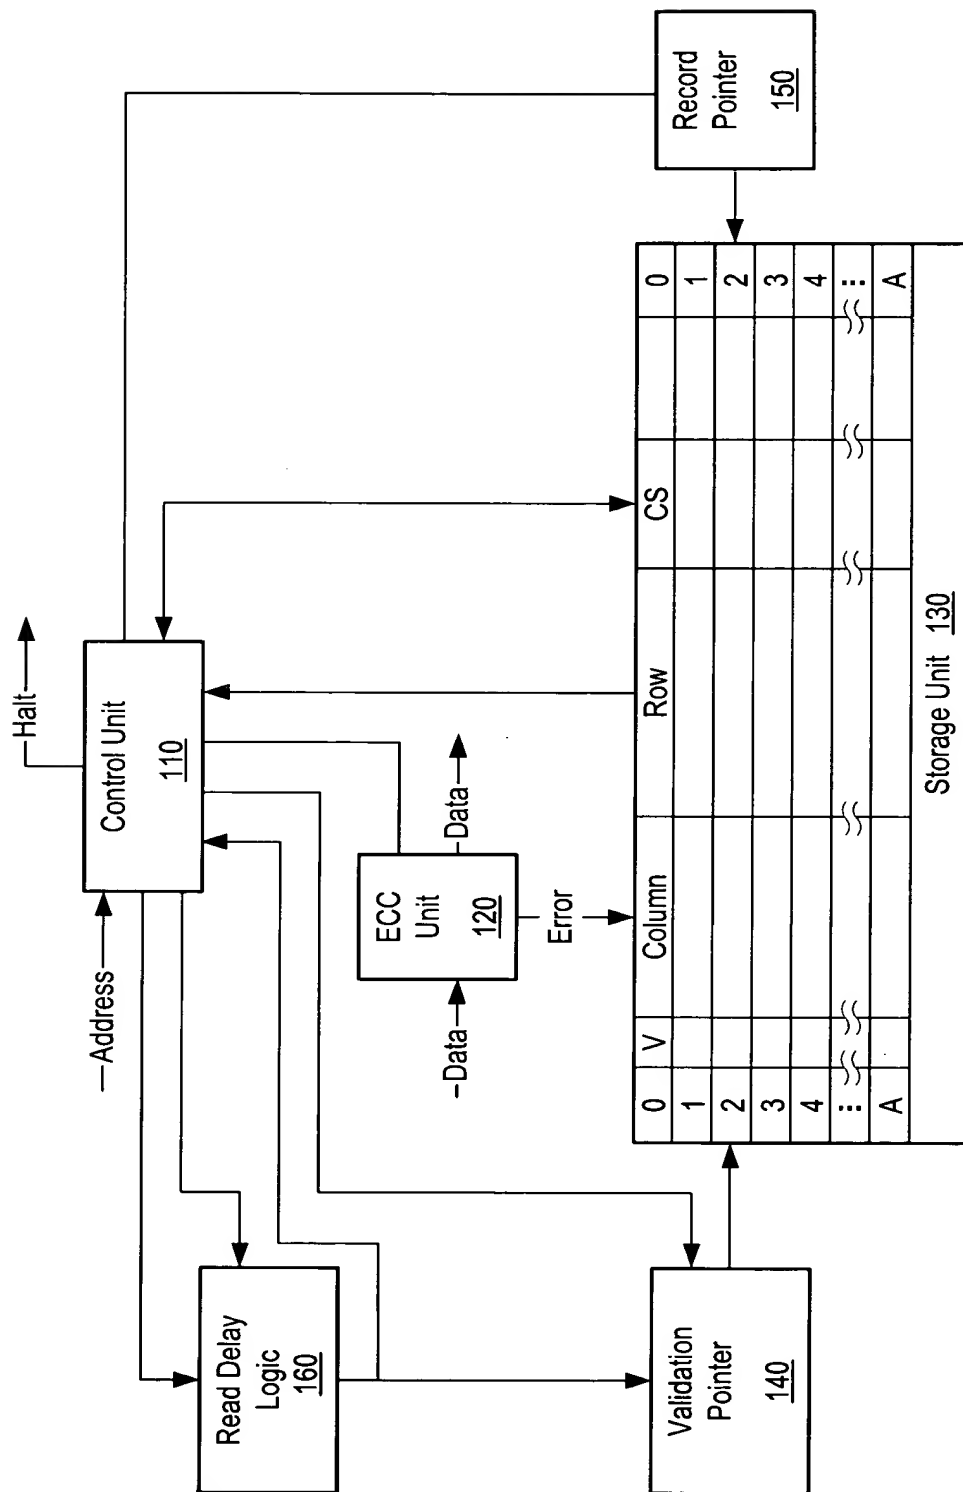 Halt
Address
Control Unit
110
Read Delay
Logic
160
ECC
Unit
120
Data
Data
Error
Validation
Pointer
140
Record
Pointer
150
0 V Column Row CS 0
1 1
2 2
3 3
4 4
... ...
A A
Storage Unit 130